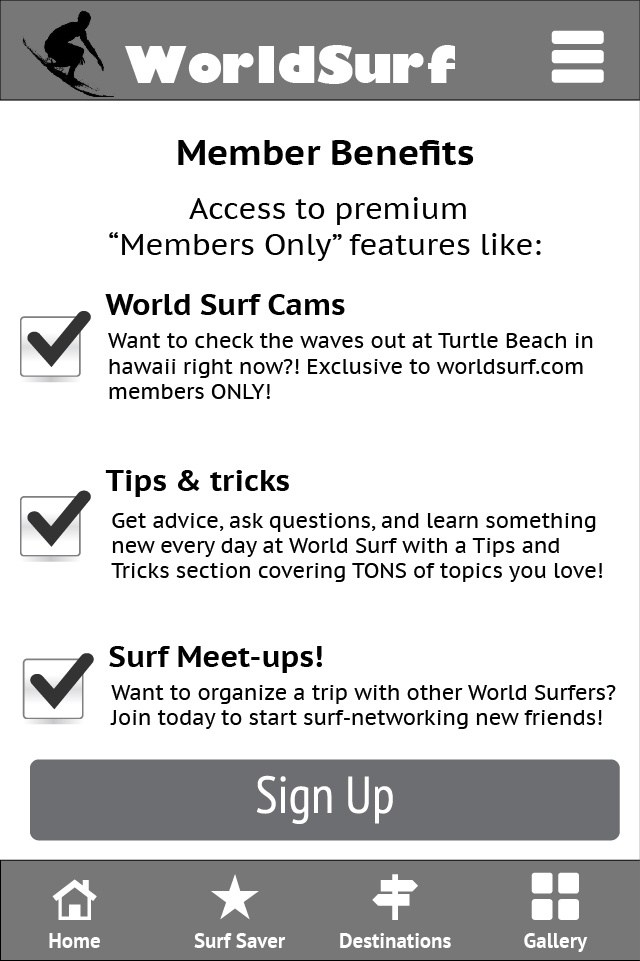 WorldSurf
Member Benefits
Access to premium
“Members Only” features like:
World Surf Cams
Want to check the waves out at Turtle Beach in
hawaii right now?! Exclusive to worldsurf.com
members ONLY!
Tips & tricks
Get advice, ask questions, and learn something
new every day at World Surf with a Tips and
Tricks section covering TONS of topics you love!
Surf Meet-ups!
Want to organize a trip with other World Surfers?
Join today to start surf-networking new friends!
Sign Up
Home
Surf Saver
Destinations
Gallery